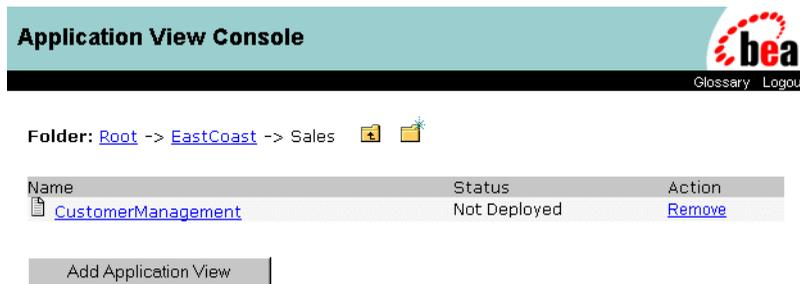 Application View Console
bea
Glossary Logou
Folder: Root -> EastCoast -> Sales
Name Status Action
CustomerManagement Not Deployed Remove
Add Application View